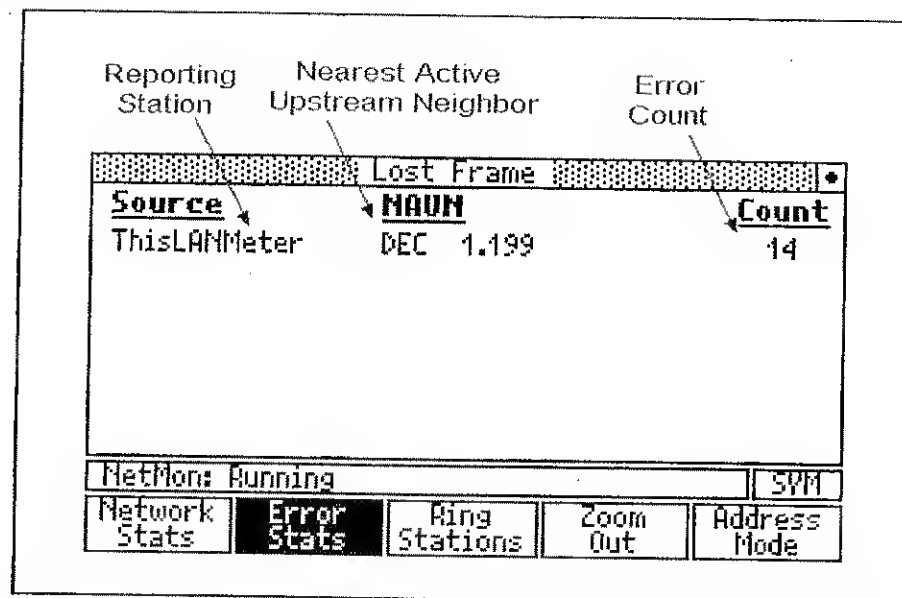 Reporting Station
Nearest Active Upstream Neighbor
Error Count
Lost Frame
Source NAUN Count
ThisLANMeter DEC 1.199 14
NetMon: Running SYM
Network Stats
Error Stats
Ring Stations
Zoom Out
Address Mode